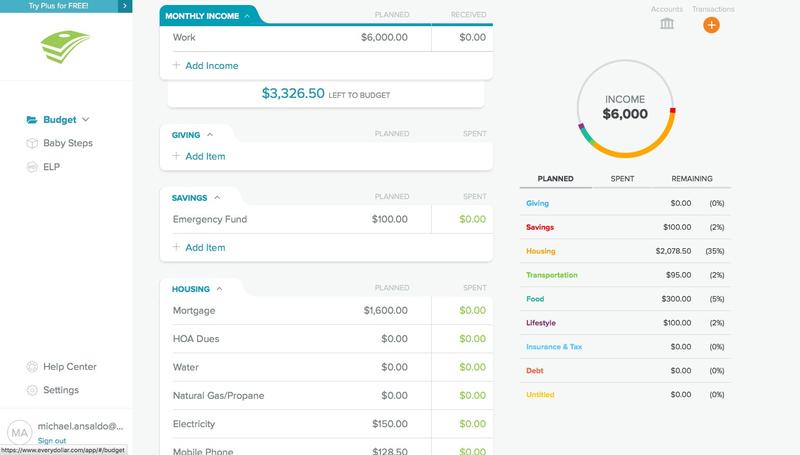 Try Plus for FREE!
Budget
Baby Steps
ELP
Help Center
Settings
MA
michael.ansaldo@...
Sign out
https://www.everydollar.com/app/#/budget
MONTHLY INCOME PLANNED RECEIVED
Work $6,000.00 $0.00
+ Add Income
$3,326.50 LEFT TO BUDGET
GIVING PLANNED SPENT
+ Add Item
SAVINGS PLANNED SPENT
Emergency Fund $100.00 $0.00
+ Add Item
HOUSING PLANNED SPENT
Mortgage $1,600.00 $0.00
HOA Dues $0.00 $0.00
Water $0.00 $0.00
Natural Gas/Propane $0.00 $0.00
Electricity $150.00 $0.00
Mobile Phone $128.50 $0.00
Accounts Transactions
INCOME
$6,000
PLANNED SPENT REMAINING
Giving $0.00 (0%)
Savings $100.00 (2%)
Housing $2,078.50 (35%)
Transportation $95.00 (2%)
Food $300.00 (5%)
Lifestyle $100.00 (2%)
Insurance & Tax $0.00 (0%)
Debt $0.00 (0%)
Untitled $0.00 (0%)